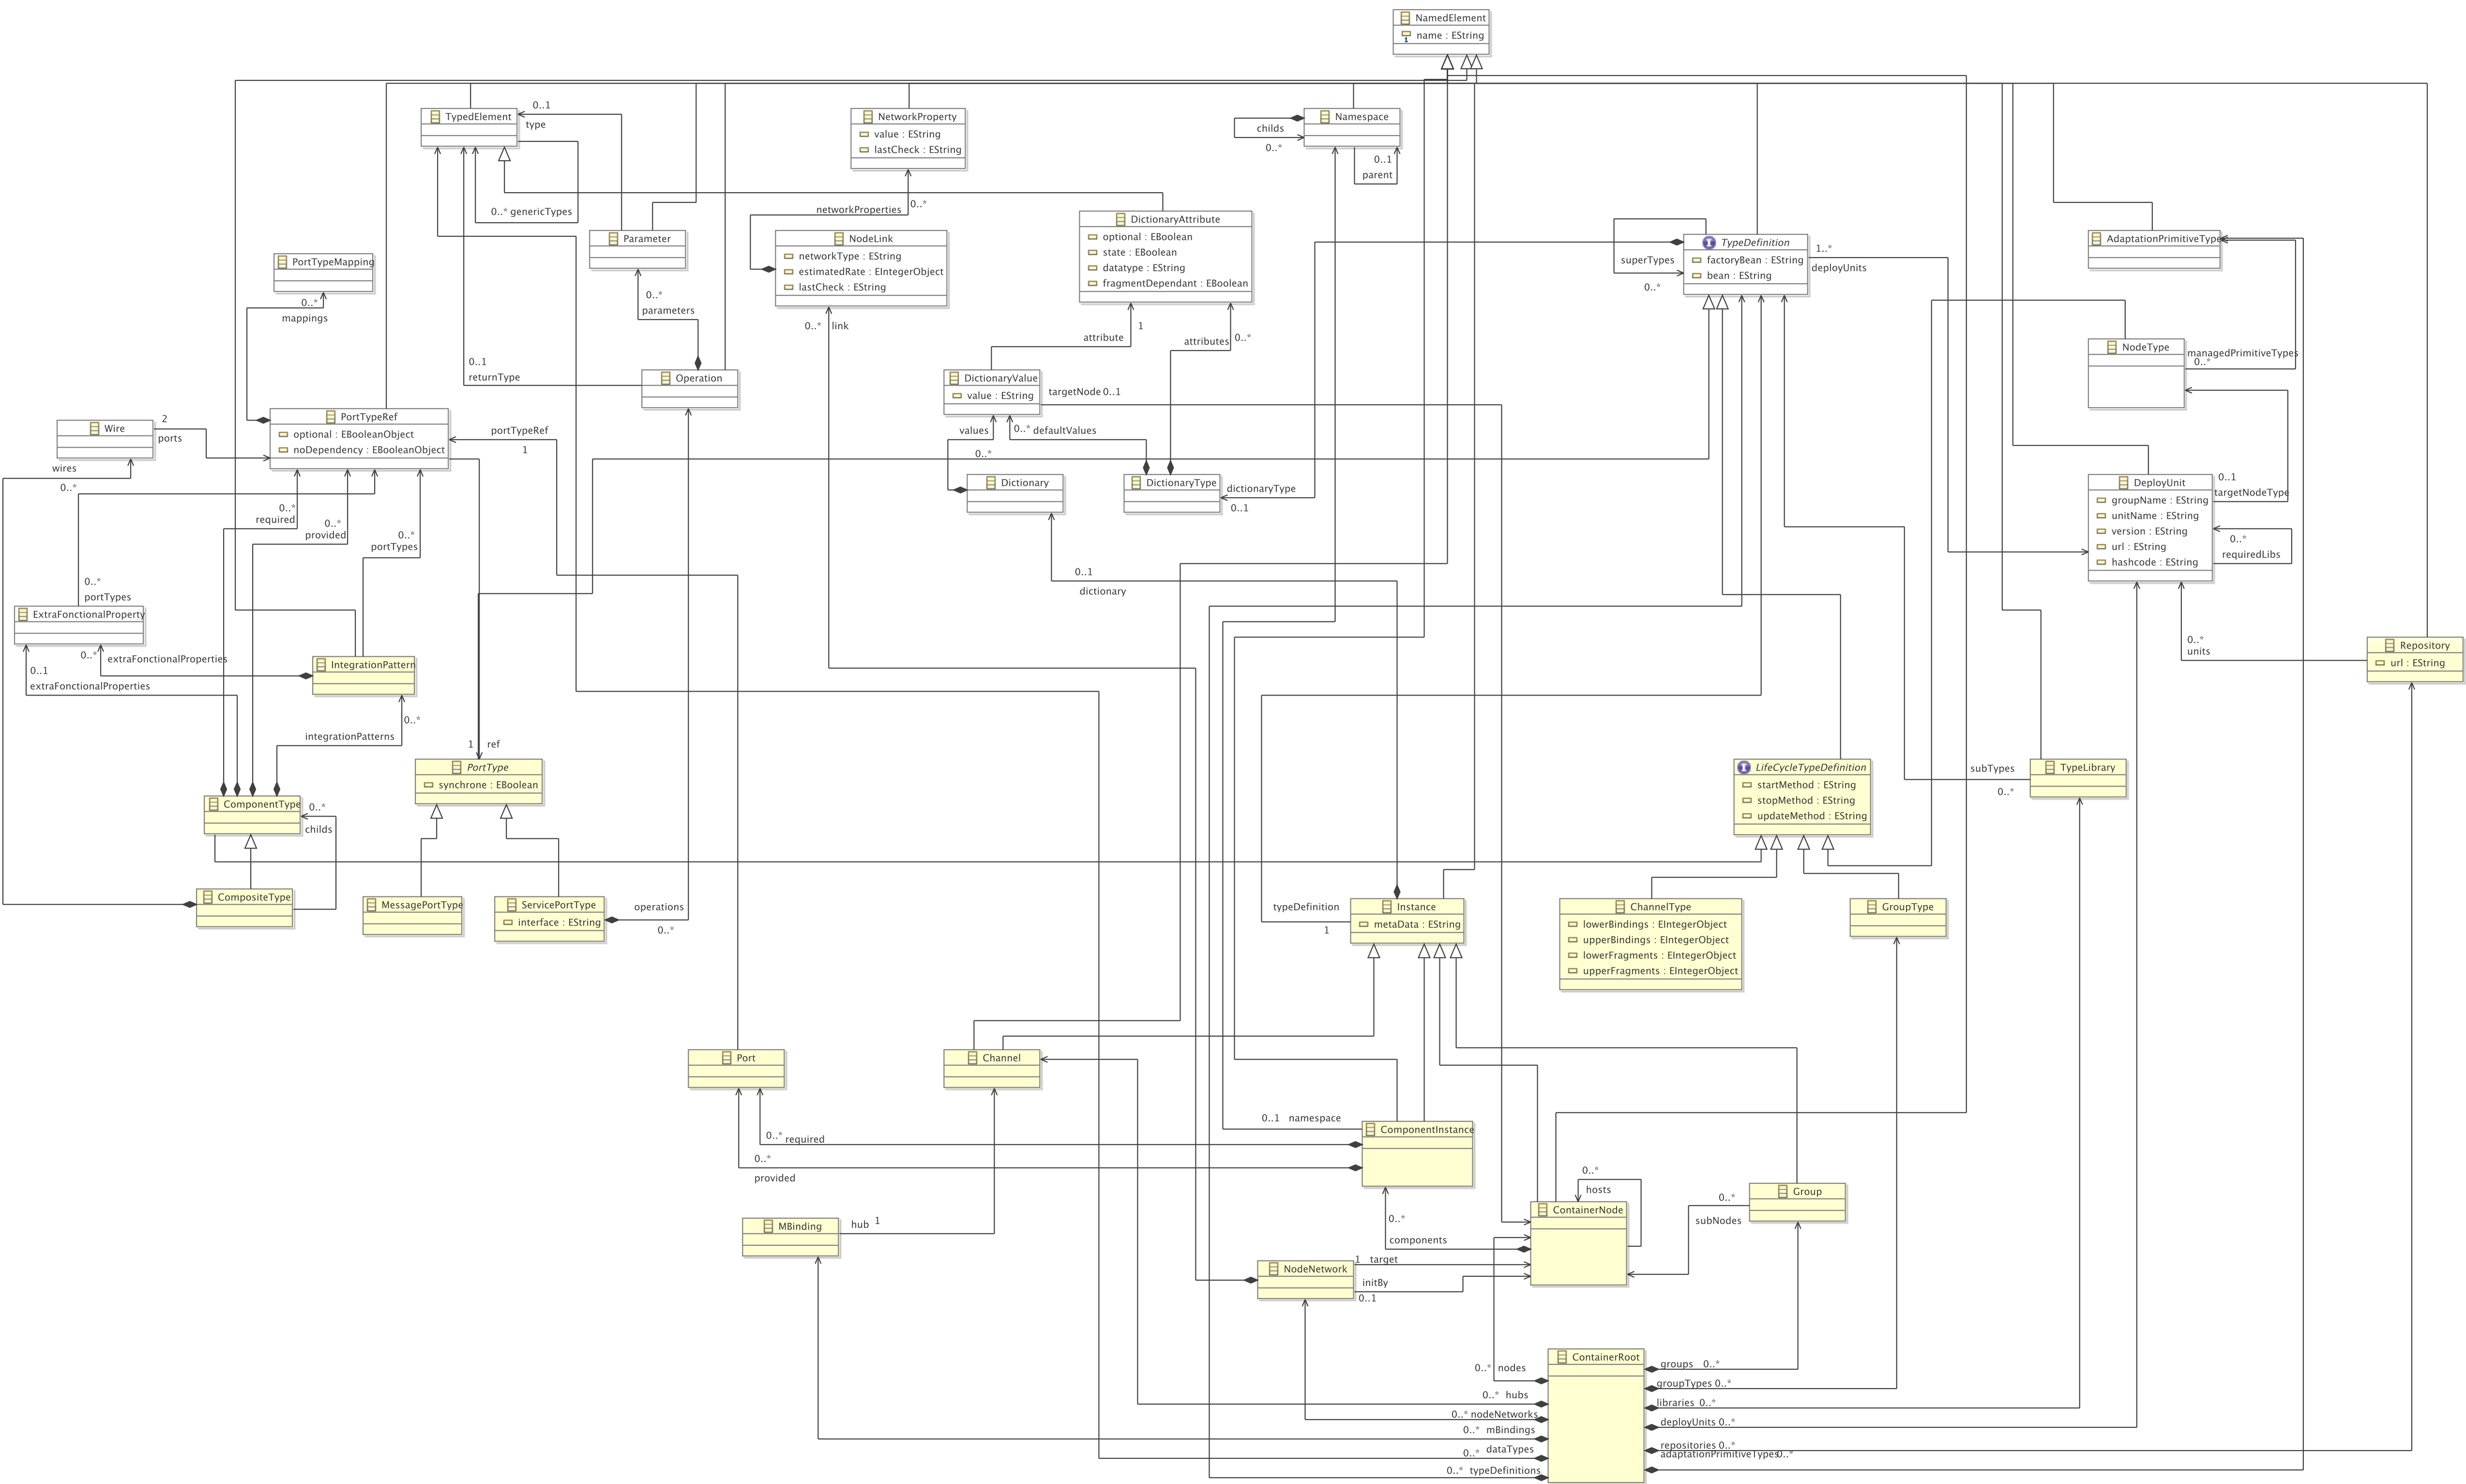 NamedElement
name : EString
TypedElement
0..1
type
0..* genericTypes
NetworkProperty
value : EString
lastCheck : EString
networkProperties
0..*
Namespace
childs
0..*
0..1
parent
Parameter
0..*
parameters
NodeLink
networkType : EString
estimatedRate : EIntegerObject
lastCheck : EString
0..* link
DictionaryAttribute
optional : EBoolean
state : EBoolean
datatype : EString
fragmentDependant : EBoolean
TypeDefinition
factoryBean : EString
bean : EString
superTypes
0..*
1..*
deployUnits
AdaptationPrimitiveType
PortTypeMapping
0..*
mappings
attribute
1
attributes
0..*
NodeType
managedPrimitiveTypes
0..*
0..1
returnType
Operation
DictionaryValue
value : EString
targetNode 0..1
Wire
2
ports
wires
0..*
PortTypeRef
optional : EBooleanObject
noDependency : EBooleanObject
portTypeRef
1
values
0..*
0..* defaultValues
Dictionary
DictionaryType
dictionaryType
0..1
DeployUnit
groupName : EString
unitName : EString
version : EString
url : EString
hashcode : EString
0..1
targetNodeType
0..*
requiredLibs
0..*
required
0..*
provided
0..*
portTypes
0..*
portTypes
0..1
dictionary
ExtraFonctionalProperty
0..*
extraFonctionalProperties
0..1
extraFonctionalProperties
IntegrationPattern
0..*
integrationPatterns
0..*
units
Repository
url : EString
1 ref
PortType
synchrone : EBoolean
LifeCycleTypeDefinition
startMethod : EString
stopMethod : EString
updateMethod : EString
subTypes
0..*
TypeLibrary
ComponentType
0..*
childs
CompositeType
MessagePortType
ServicePortType
interface : EString
operations
0..*
typeDefinition
1
Instance
metaData : EString
ChannelType
lowerBindings : EIntegerObject
upperBindings : EIntegerObject
lowerFragments : EIntegerObject
upperFragments : EIntegerObject
GroupType
Port
Channel
0..1 namespace
ComponentInstance
0..* required
0..*
provided
0..*
hosts
Group
0..*
subNodes
MBinding
hub 1
ContainerNode
0..*
components
NodeNetwork
1 target
initBy
0..1
ContainerRoot
0..* nodes
0..* hubs
0..* nodeNetworks
0..* mBindings
0..* dataTypes
0..* typeDefinitions
groups 0..*
groupTypes 0..*
libraries 0..*
deployUnits 0..*
repositories 0..*
adaptationPrimitiveTypes 0..*